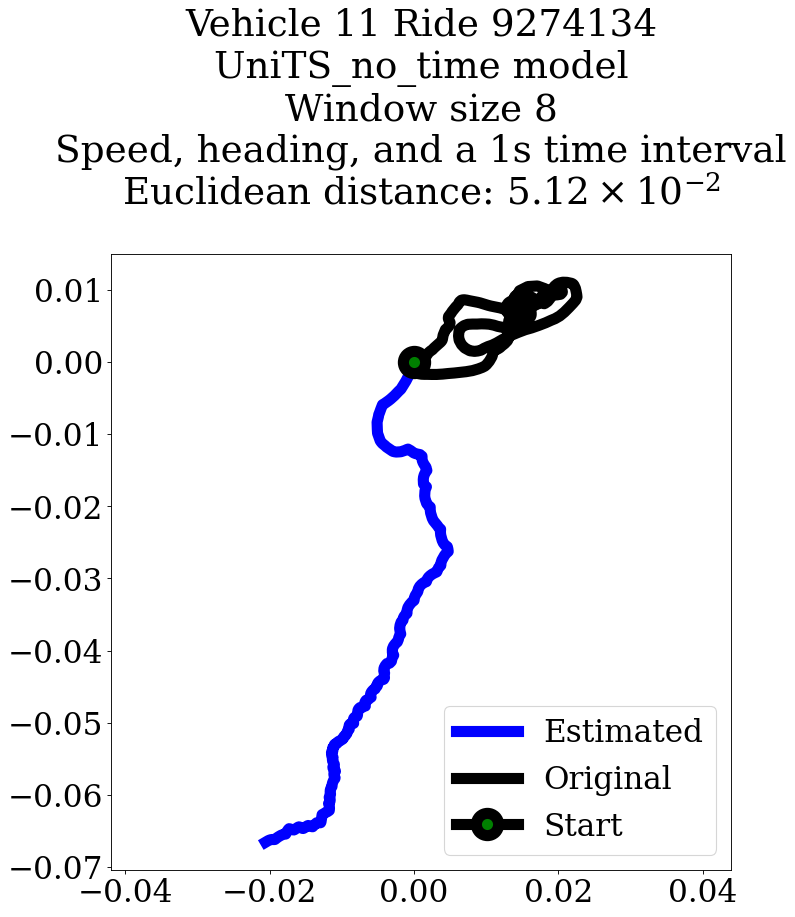 Vehicle 11 Ride 9274134
UniTS_no_time model
Window size 8
Speed, heading, and a 1s time interval
Euclidean distance: 5.12 × 10⁻²
0.01
0.00
−0.01
−0.02
−0.03
−0.04
−0.05
−0.06
−0.07
−0.04 −0.02 0.00 0.02 0.04
Estimated
Original
Start